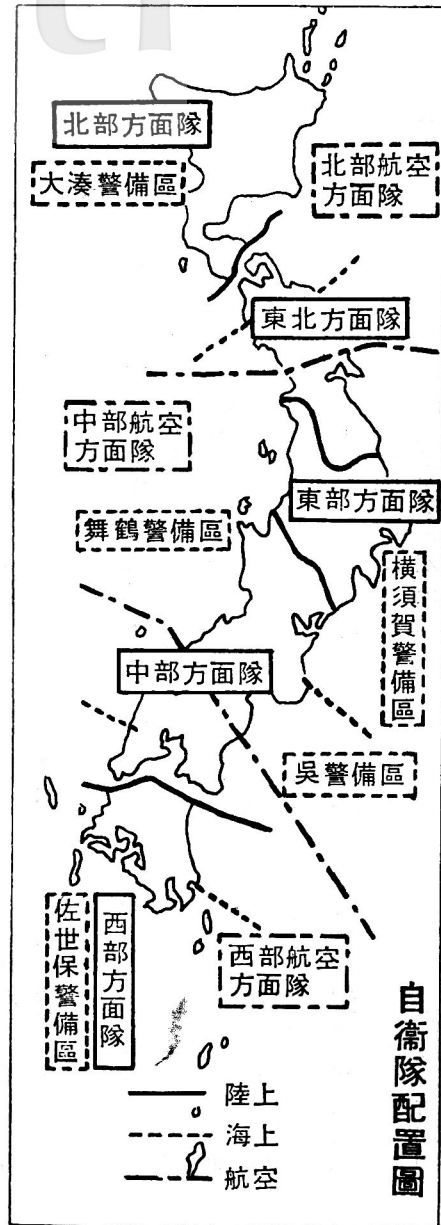 北部方面隊
大湊警備區
北部航空
方面隊
東北方面隊
中部航空
方面隊
東部方面隊
舞鶴警備區
横須賀警備區
中部方面隊
吳警備區
佐世保警備區
西部方面隊
西部航空
方面隊
自衞隊配置圖
陸上
海上
航空